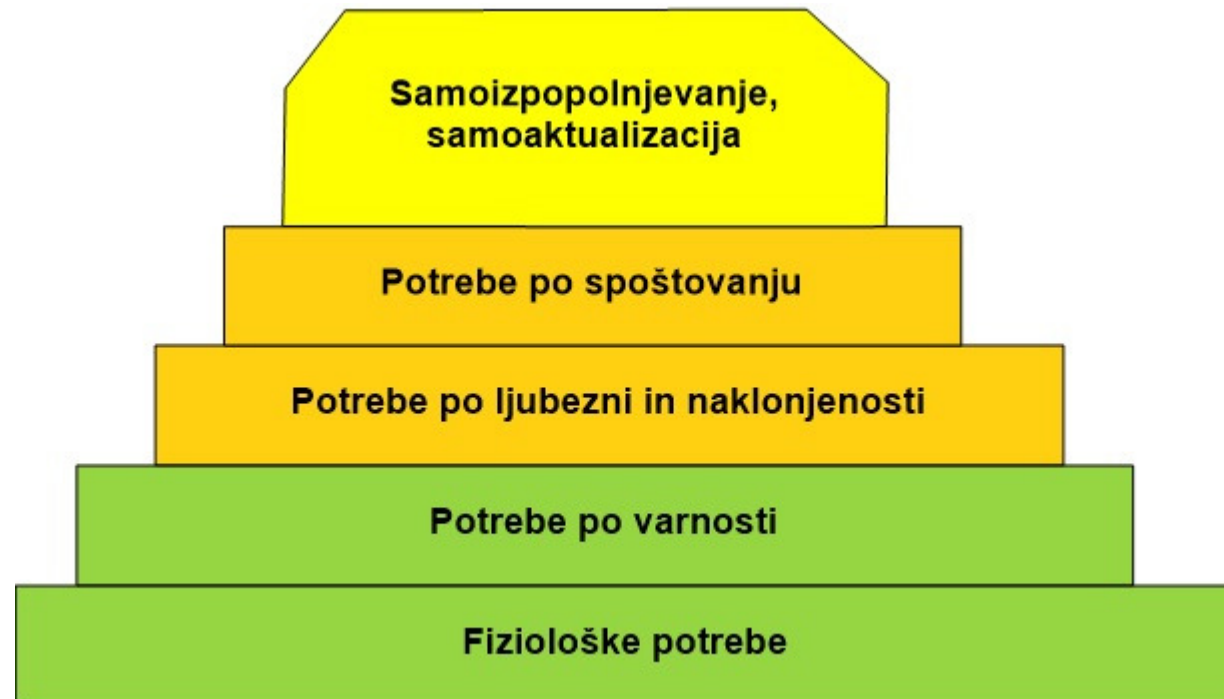 Samoizpopolnjevanje,
samoaktualizacija
Potrebe po spoštovanju
Potrebe po ljubezni in naklonjenosti
Potrebe po varnosti
Fiziološke potrebe